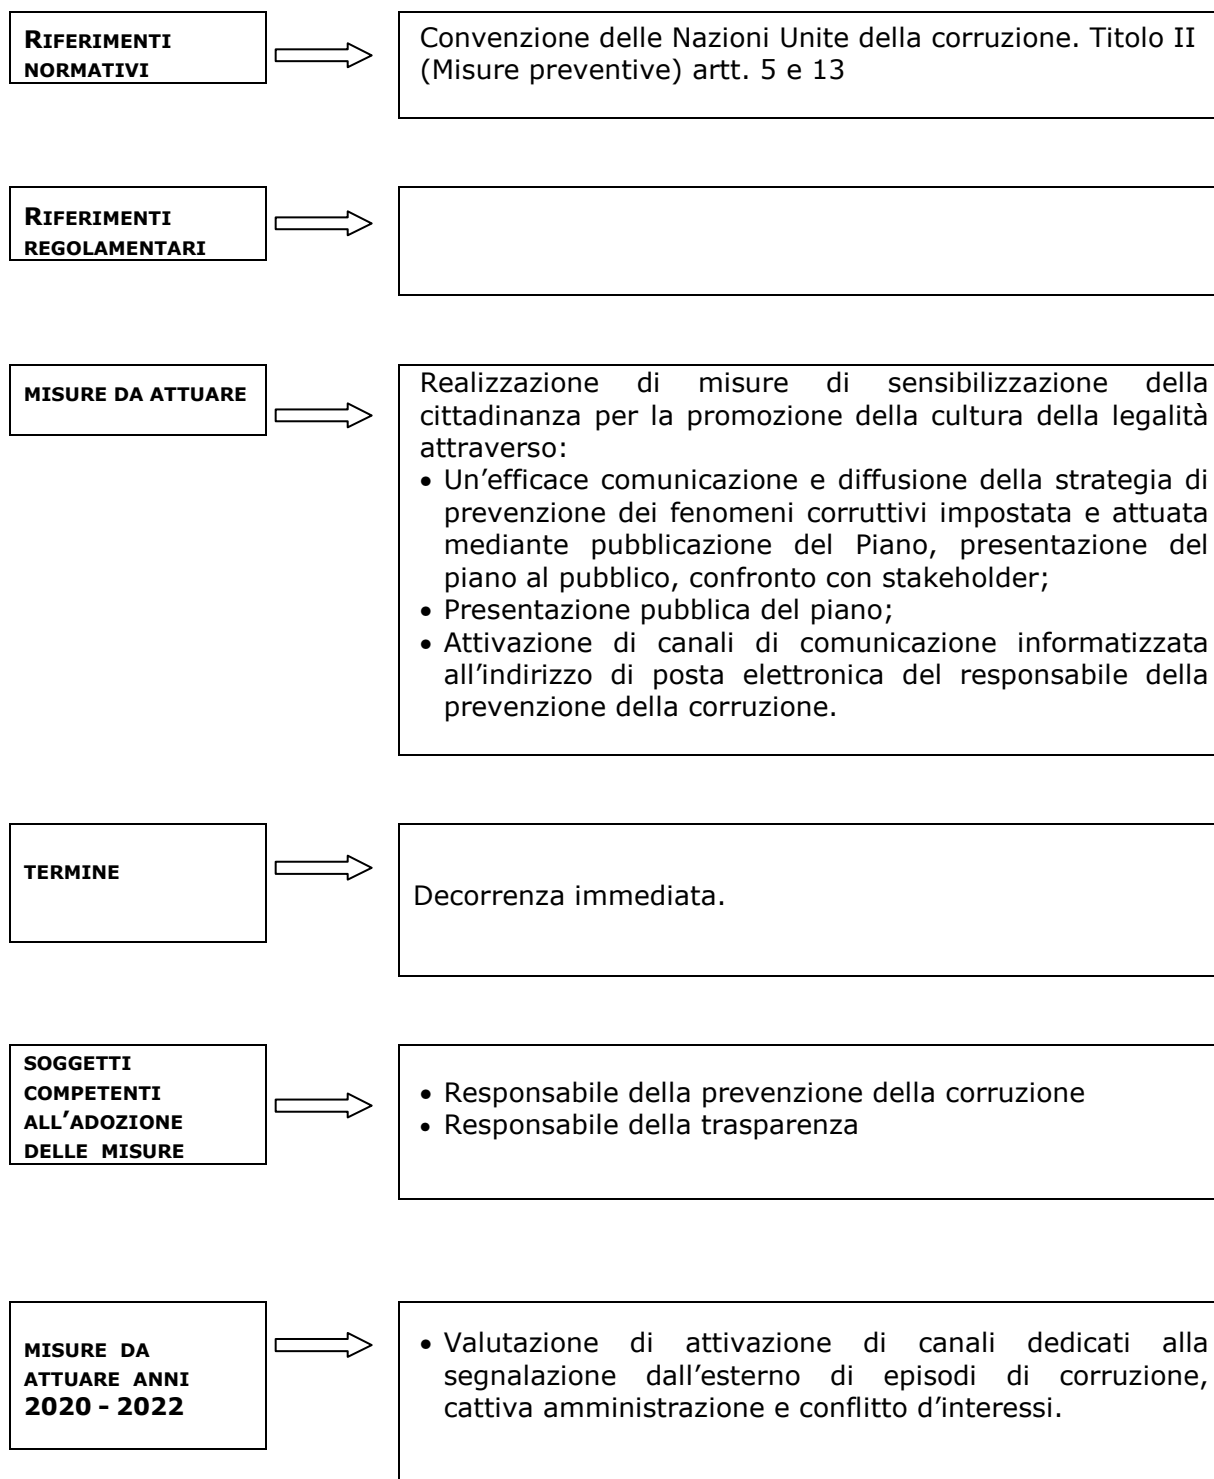 RIFERIMENTI
NORMATIVI
Convenzione delle Nazioni Unite della corruzione. Titolo II
(Misure preventive) artt. 5 e 13
RIFERIMENTI
REGOLAMENTARI
MISURE DA ATTUARE
Realizzazione di misure di sensibilizzazione della
cittadinanza per la promozione della cultura della legalità
attraverso:
• Un’efficace comunicazione e diffusione della strategia di
prevenzione dei fenomeni corruttivi impostata e attuata
mediante pubblicazione del Piano, presentazione del
piano al pubblico, confronto con stakeholder;
• Presentazione pubblica del piano;
• Attivazione di canali di comunicazione informatizzata
all’indirizzo di posta elettronica del responsabile della
prevenzione della corruzione.
TERMINE
Decorrenza immediata.
SOGGETTI
COMPETENTI
ALL’ADOZIONE
DELLE MISURE
• Responsabile della prevenzione della corruzione
• Responsabile della trasparenza
MISURE DA
ATTUARE ANNI
2020 - 2022
• Valutazione di attivazione di canali dedicati alla
segnalazione dall’esterno di episodi di corruzione,
cattiva amministrazione e conflitto d’interessi.